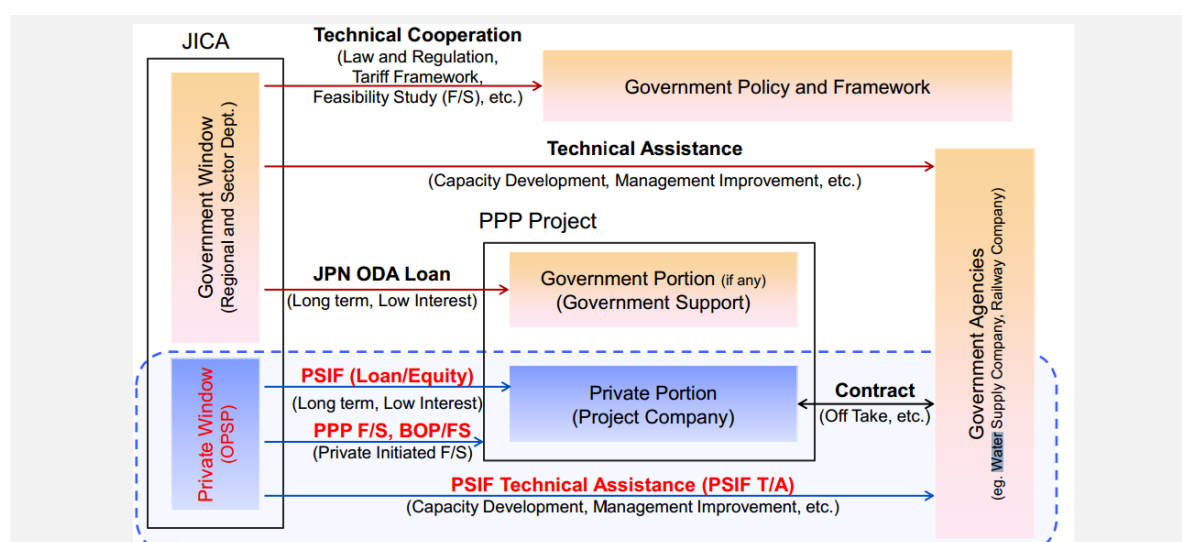 JICA
Technical Cooperation
(Law and Regulation,
Tariff Framework,
Feasibility Study (F/S), etc.)
Government Policy and Framework
Government Window
(Regional and Sector Dept.)
Technical Assistance
(Capacity Development, Management Improvement, etc.)
PPP Project
JPN ODA Loan
(Long term, Low Interest)
Government Portion (if any)
(Government Support)
Government Agencies
(eg. Water Supply Company, Railway Company)
Private Window
(OPSP)
PSIF (Loan/Equity)
(Long term, Low Interest)
PPP F/S, BOP/FS
(Private Initiated F/S)
Private Portion
(Project Company)
Contract
(Off Take, etc.)
PSIF Technical Assistance (PSIF T/A)
(Capacity Development, Management Improvement, etc.)